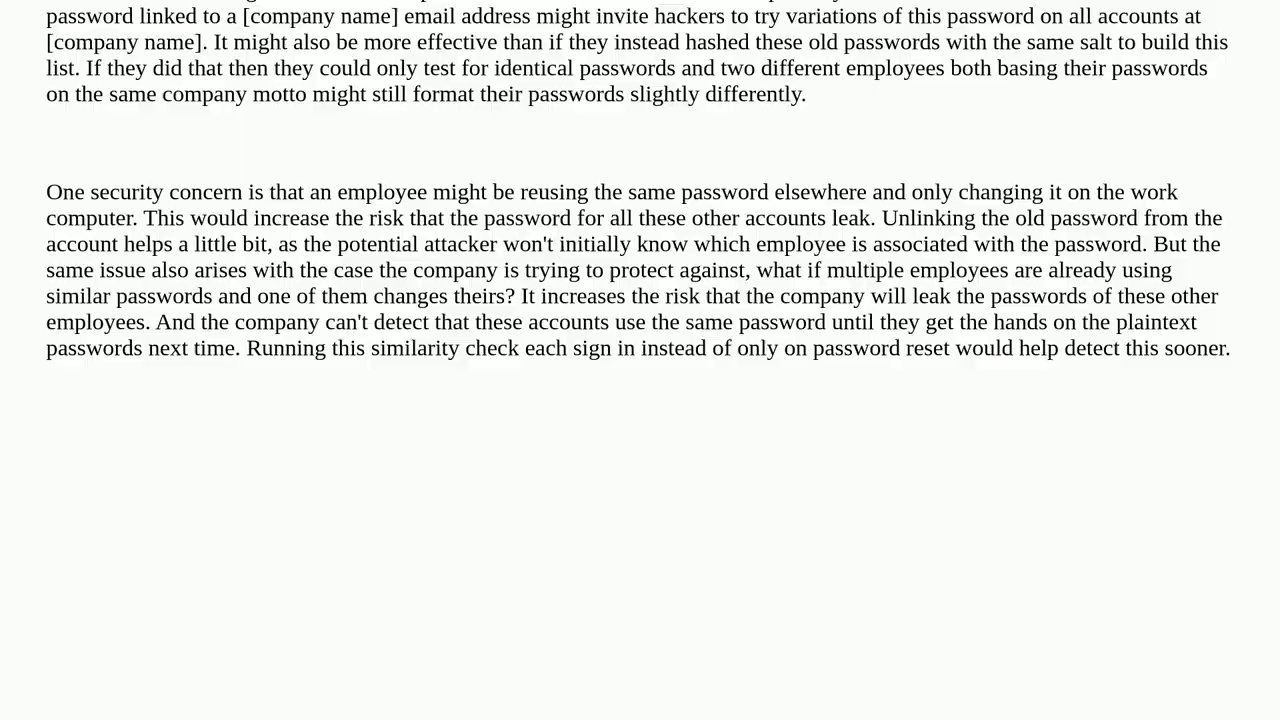 password linked to a [company name] email address might invite hackers to try variations of this password on all accounts at
[company name]. It might also be more effective than if they instead hashed these old passwords with the same salt to build this
list. If they did that then they could only test for identical passwords and two different employees both basing their passwords
on the same company motto might still format their passwords slightly differently.
One security concern is that an employee might be reusing the same password elsewhere and only changing it on the work
computer. This would increase the risk that the password for all these other accounts leak. Unlinking the old password from the
account helps a little bit, as the potential attacker won't initially know which employee is associated with the password. But the
same issue also arises with the case the company is trying to protect against, what if multiple employees are already using
similar passwords and one of them changes theirs? It increases the risk that the company will leak the passwords of these other
employees. And the company can't detect that these accounts use the same password until they get the hands on the plaintext
passwords next time. Running this similarity check each sign in instead of only on password reset would help detect this sooner.